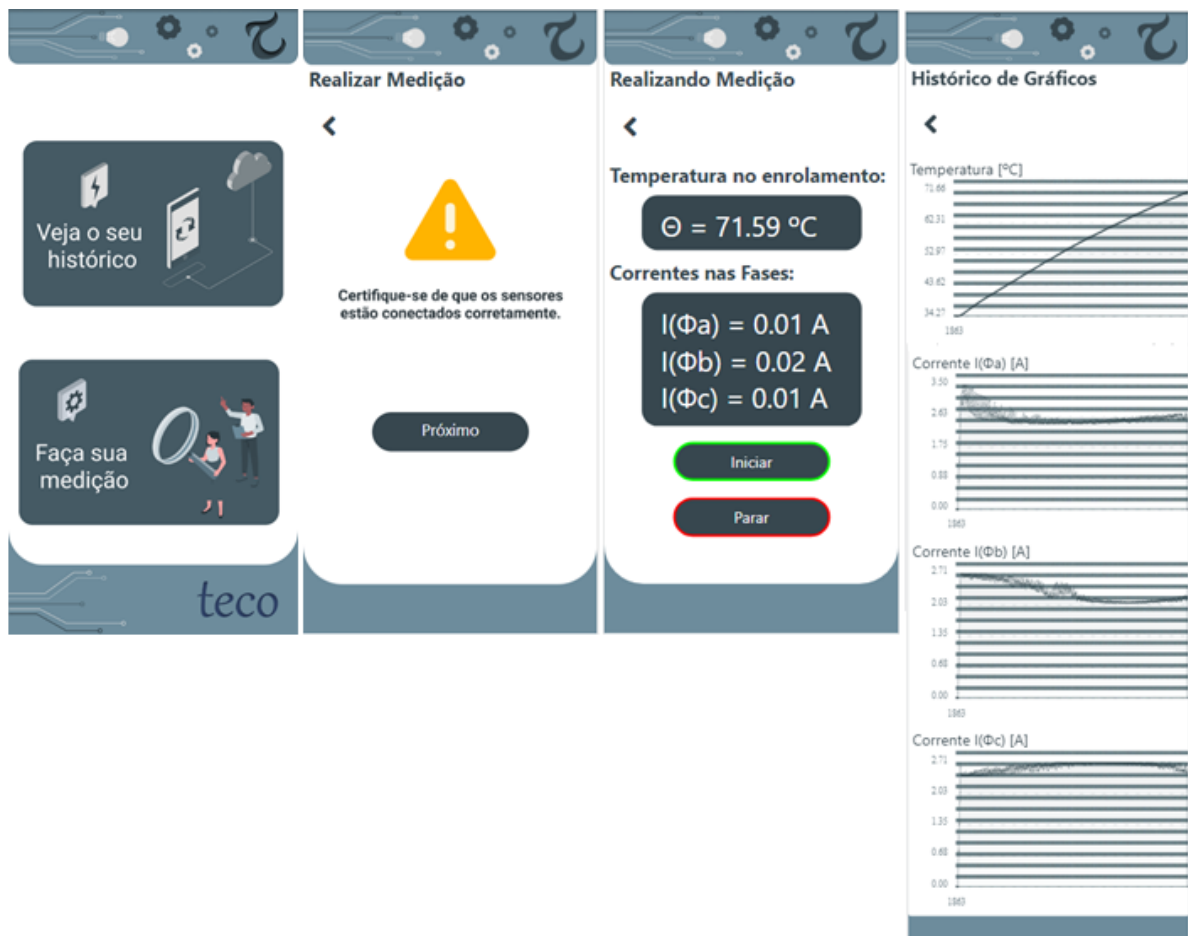 Veja o seu
histórico
Faça sua
medição
teco
Realizar Medição
Certifique-se de que os sensores
estão conectados corretamente.
Próximo
Realizando Medição
Temperatura no enrolamento:
Θ = 71.59 ºC
Correntes nas Fases:
I(Φa) = 0.01 A
I(Φb) = 0.02 A
I(Φc) = 0.01 A
Iniciar
Parar
Histórico de Gráficos
Temperatura [ºC]
71.66
62.31
52.97
43.62
34.27
1863
Corrente I(Φa) [A]
3.50
2.63
1.75
0.88
0.00
1863
Corrente I(Φb) [A]
2.71
2.03
1.35
0.68
0.00
1863
Corrente I(Φc) [A]
2.71
2.03
1.35
0.68
0.00
1863